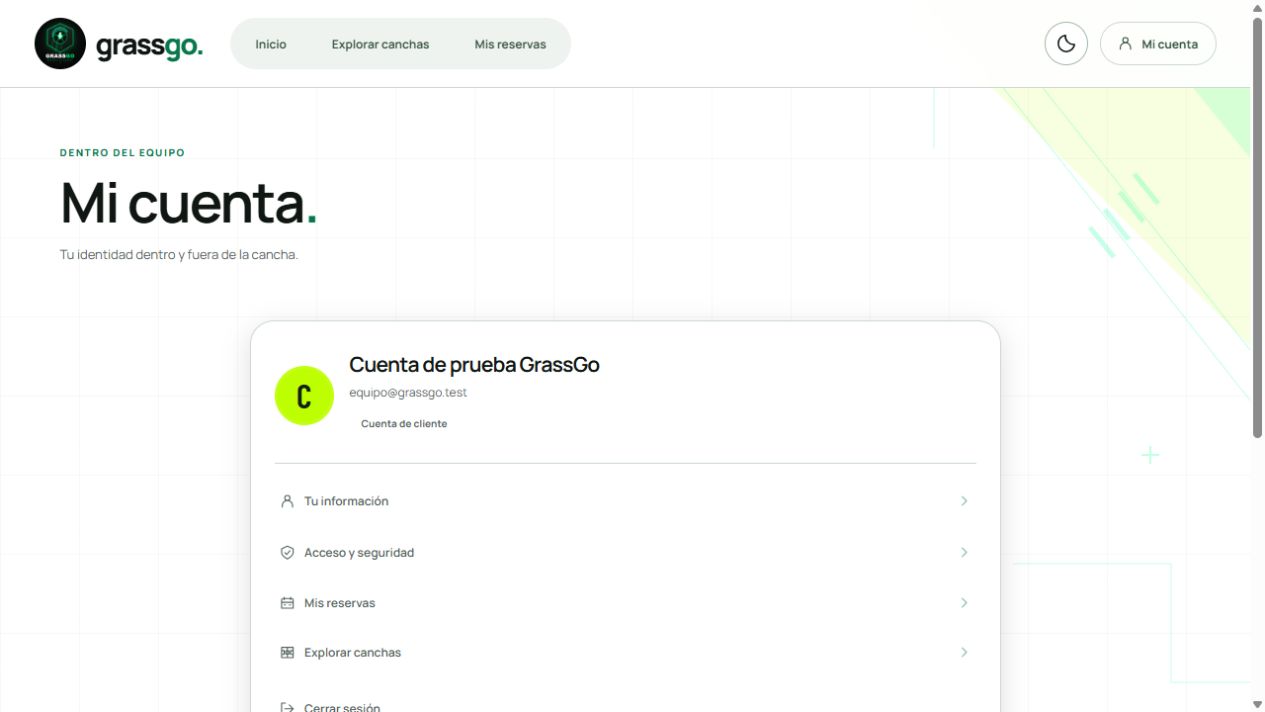 GRASSGO
grassgo.
Inicio
Explorar canchas
Mis reservas
Mi cuenta
DENTRO DEL EQUIPO
Mi cuenta.
Tu identidad dentro y fuera de la cancha.
C
Cuenta de prueba GrassGo
equipo@grassgo.test
Cuenta de cliente
Tu información
Acceso y seguridad
Mis reservas
Explorar canchas
Cerrar sesión